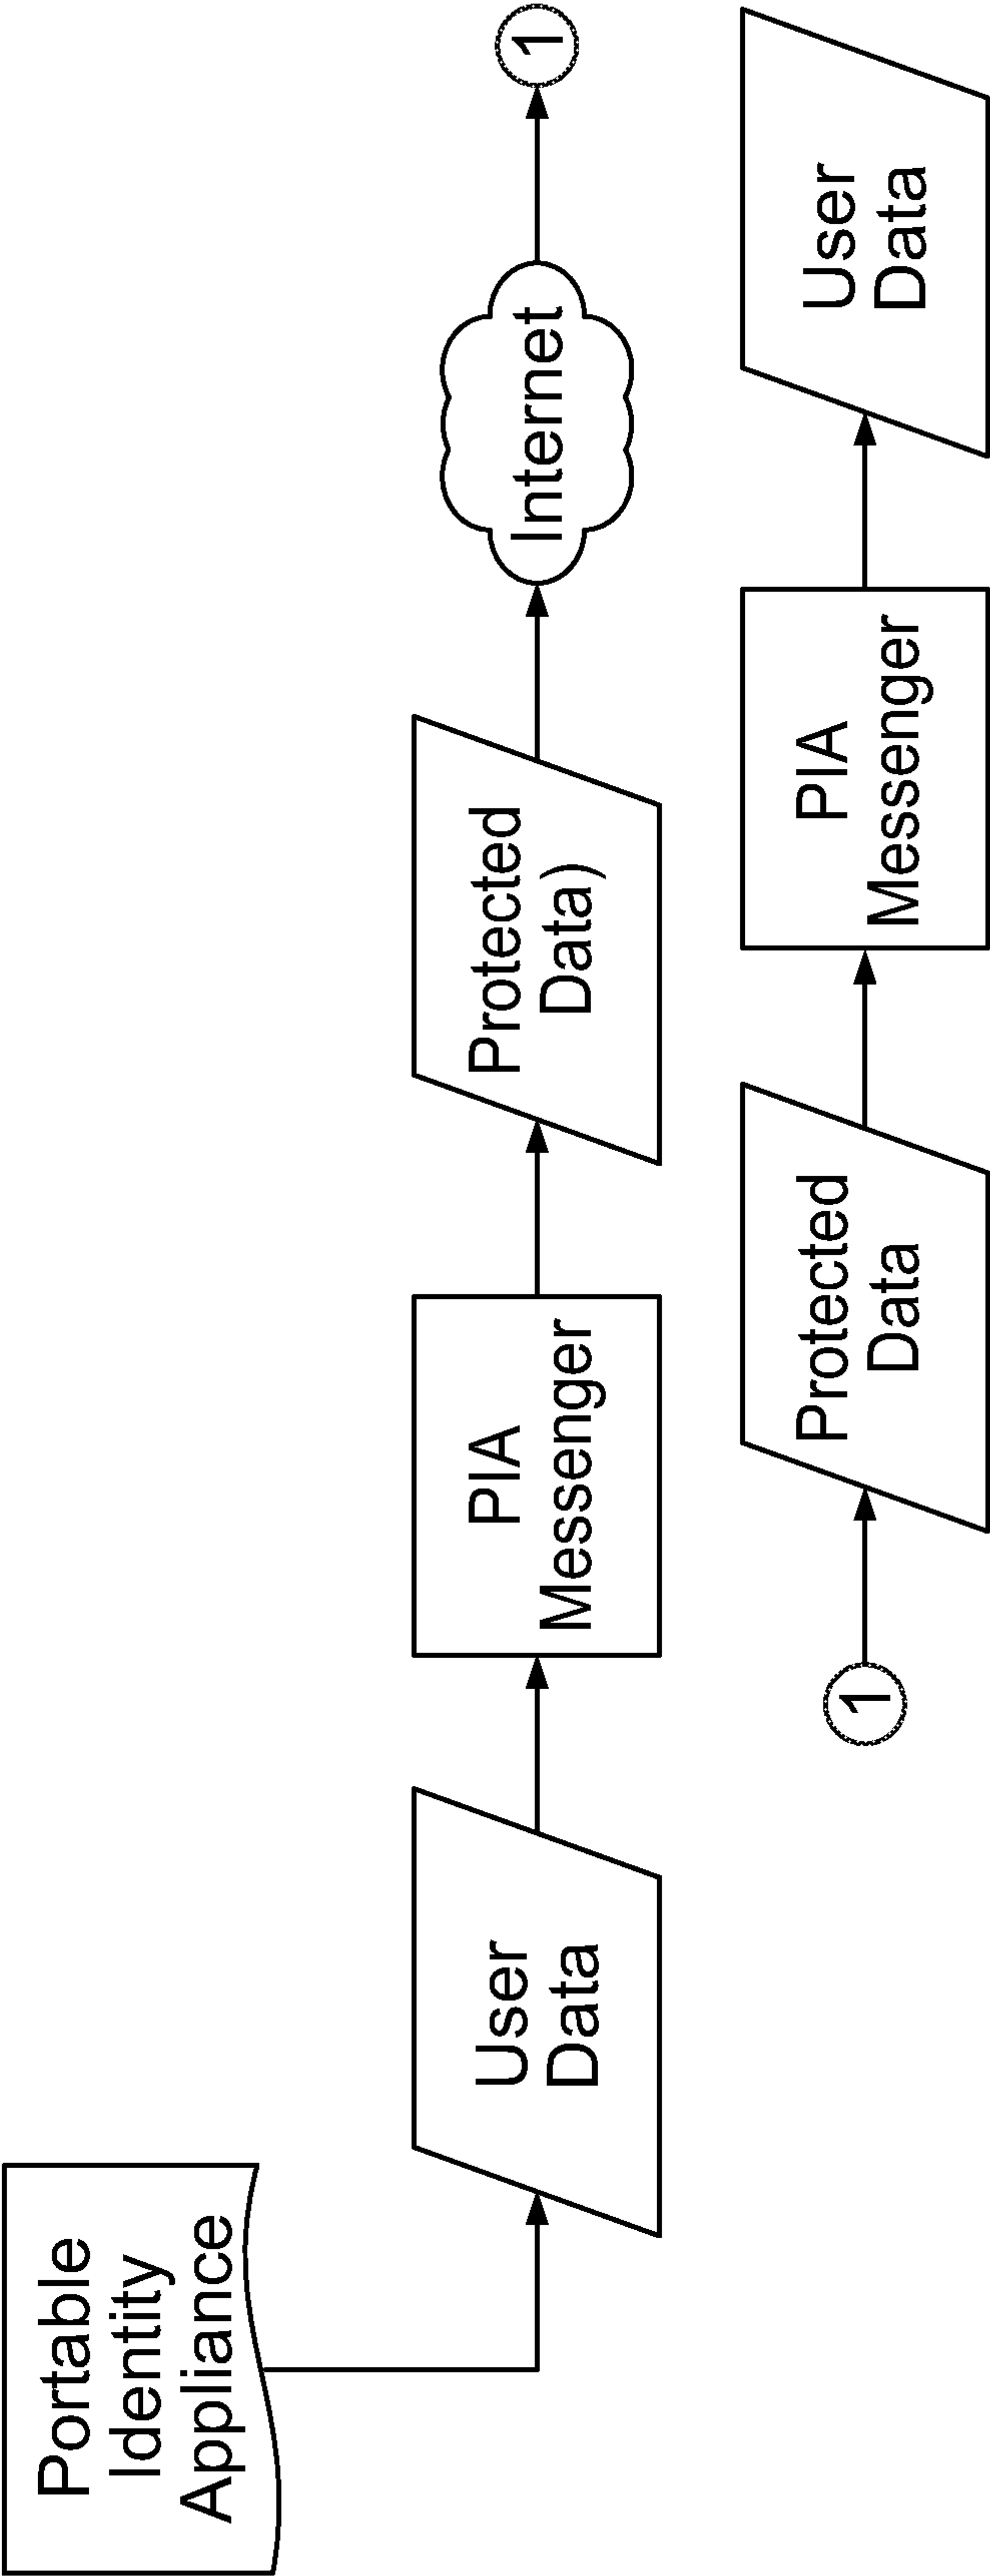 Portable
Identity
Appliance
User
Data
PIA
Messenger
Protected
Data)
Internet
1
1
Protected
Data
PIA
Messenger
User
Data